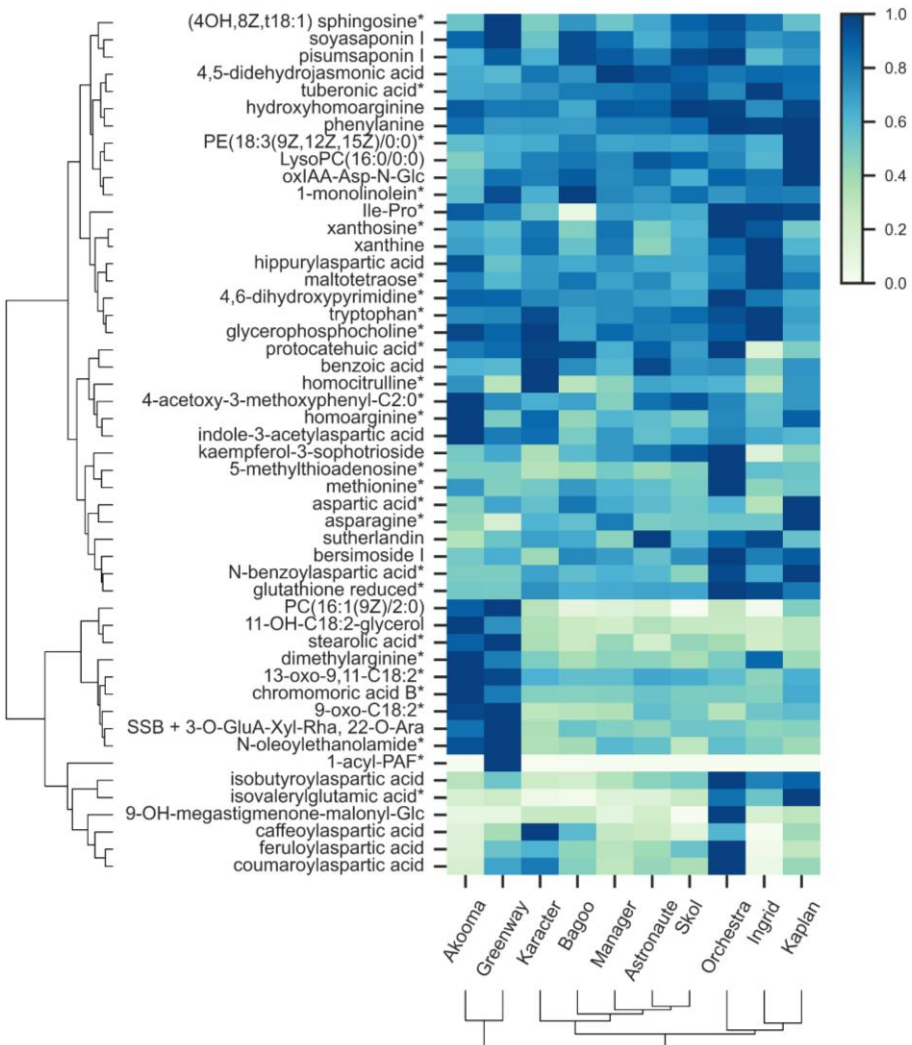 (4OH,8Z,t18:1) sphingosine*
soyasaponin I
pisumsaponin I
4,5-didehydrojasmonic acid
tuberonic acid*
hydroxyhomoarginine
phenylanine
PE(18:3(9Z,12Z,15Z)/0:0)*
LysoPC(16:0/0:0)
oxIAA-Asp-N-Glc
1-monolinolein*
Ile-Pro*
xanthosine*
xanthine
hippurylaspartic acid
maltotetraose*
4,6-dihydroxypyrimidine*
tryptophan*
glycerophosphocholine*
protocatehuic acid*
benzoic acid
homocitrulline*
4-acetoxy-3-methoxyphenyl-C2:0*
homoarginine*
indole-3-acetylaspartic acid
kaempferol-3-sophotrioside
5-methylthioadenosine*
methionine*
aspartic acid*
asparagine*
sutherlandin
bersimoside I
N-benzoylaspartic acid*
glutathione reduced*
PC(16:1(9Z)/2:0)
11-OH-C18:2-glycerol
stearolic acid*
dimethylarginine*
13-oxo-9,11-C18:2*
chromomoric acid B*
9-oxo-C18:2*
SSB + 3-O-GluA-Xyl-Rha, 22-O-Ara
N-oleoylethanolamide*
1-acyl-PAF*
isobutyroylaspartic acid
isovalerylglutamic acid*
9-OH-megastigmenone-malonyl-Glc
caffeoylaspartic acid
feruloylaspartic acid
coumaroylaspartic acid
Akooma
Greenway
Karacter
Bagoo
Manager
Astronaute
Skol
Orchestra
Ingrid
Kaplan
1.0
0.8
0.6
0.4
0.2
0.0